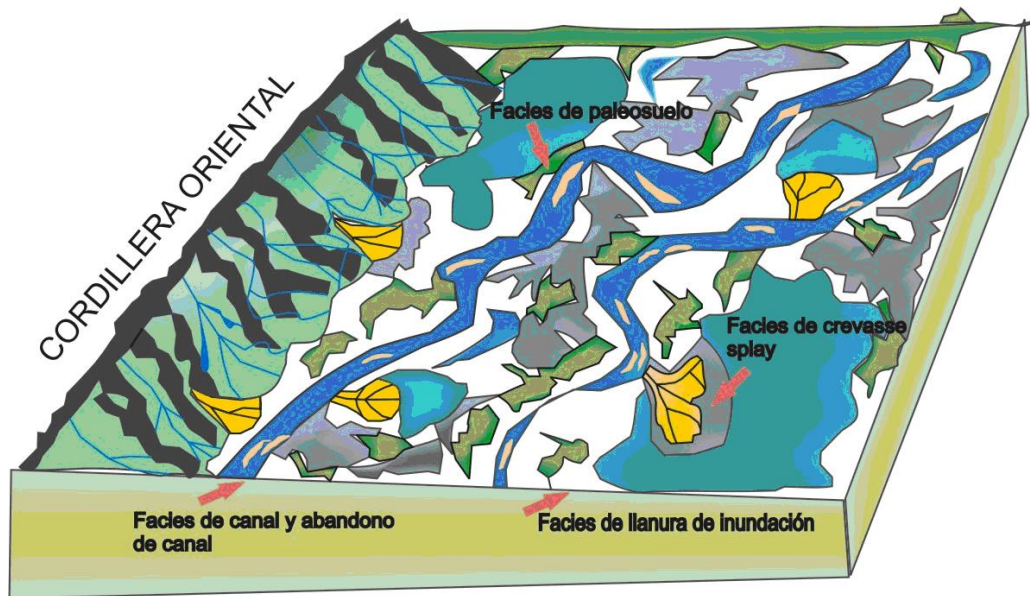 CORDILLERA ORIENTAL
Facies de paleosuelo
Facies de crevasse
splay
Facies de canal y abandono
de canal
Facies de llanura de inundación